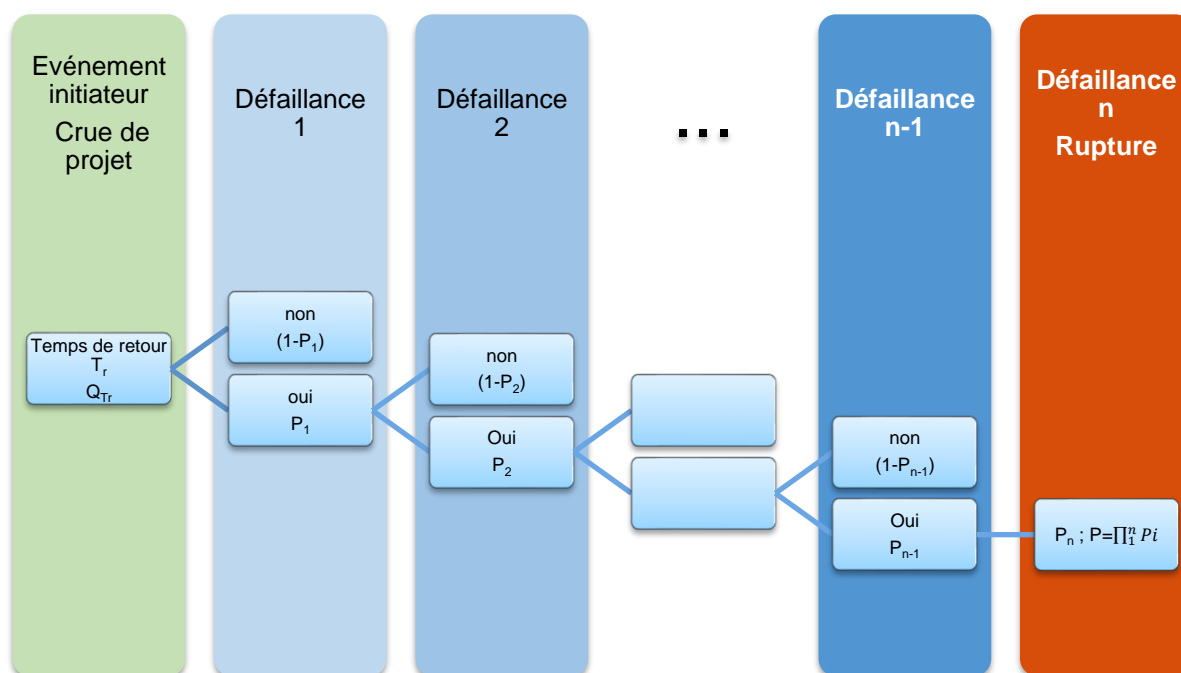 Evénement
initiateur
Crue de
projet
Défaillance
1
Défaillance
2
...
Défaillance
n-1
Défaillance
n
Rupture
Temps de retour
Tr
QTr
non
(1-P1)
oui
P1
non
(1-P2)
Oui
P2
non
(1-Pn-1)
Oui
Pn-1
Pn ; P=∏₁ⁿ Pi